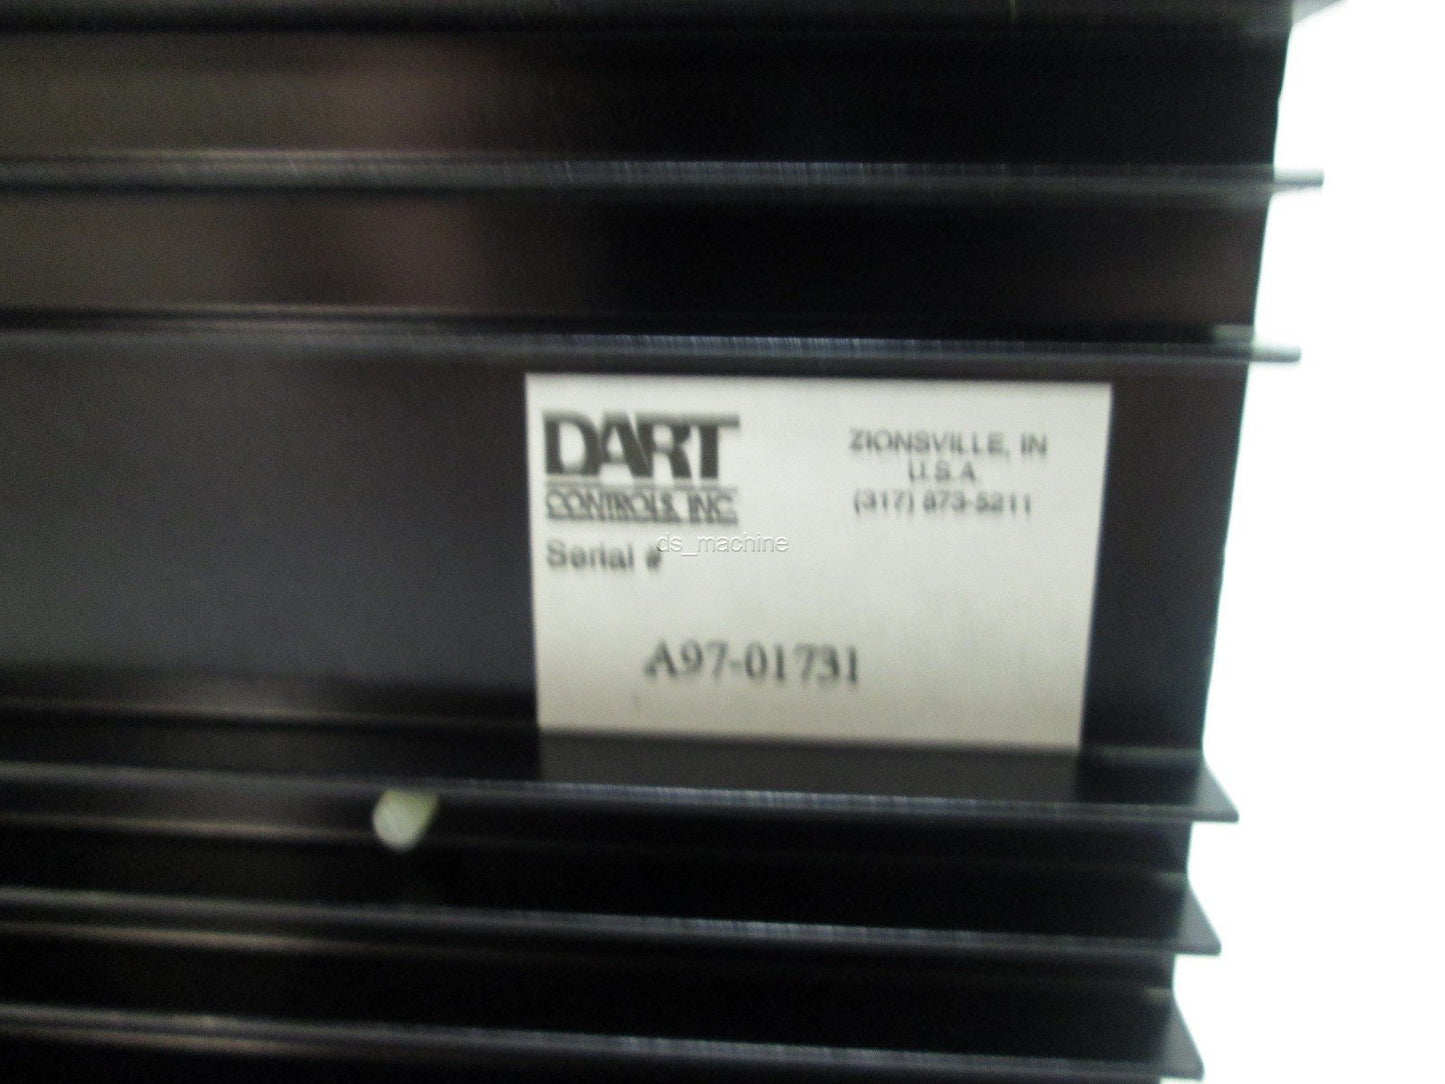 DART
CONTROLS, INC.
ZIONSVILLE, IN
U.S.A.
(317) 873-5211
Serial #
ds_machine
A97-01731